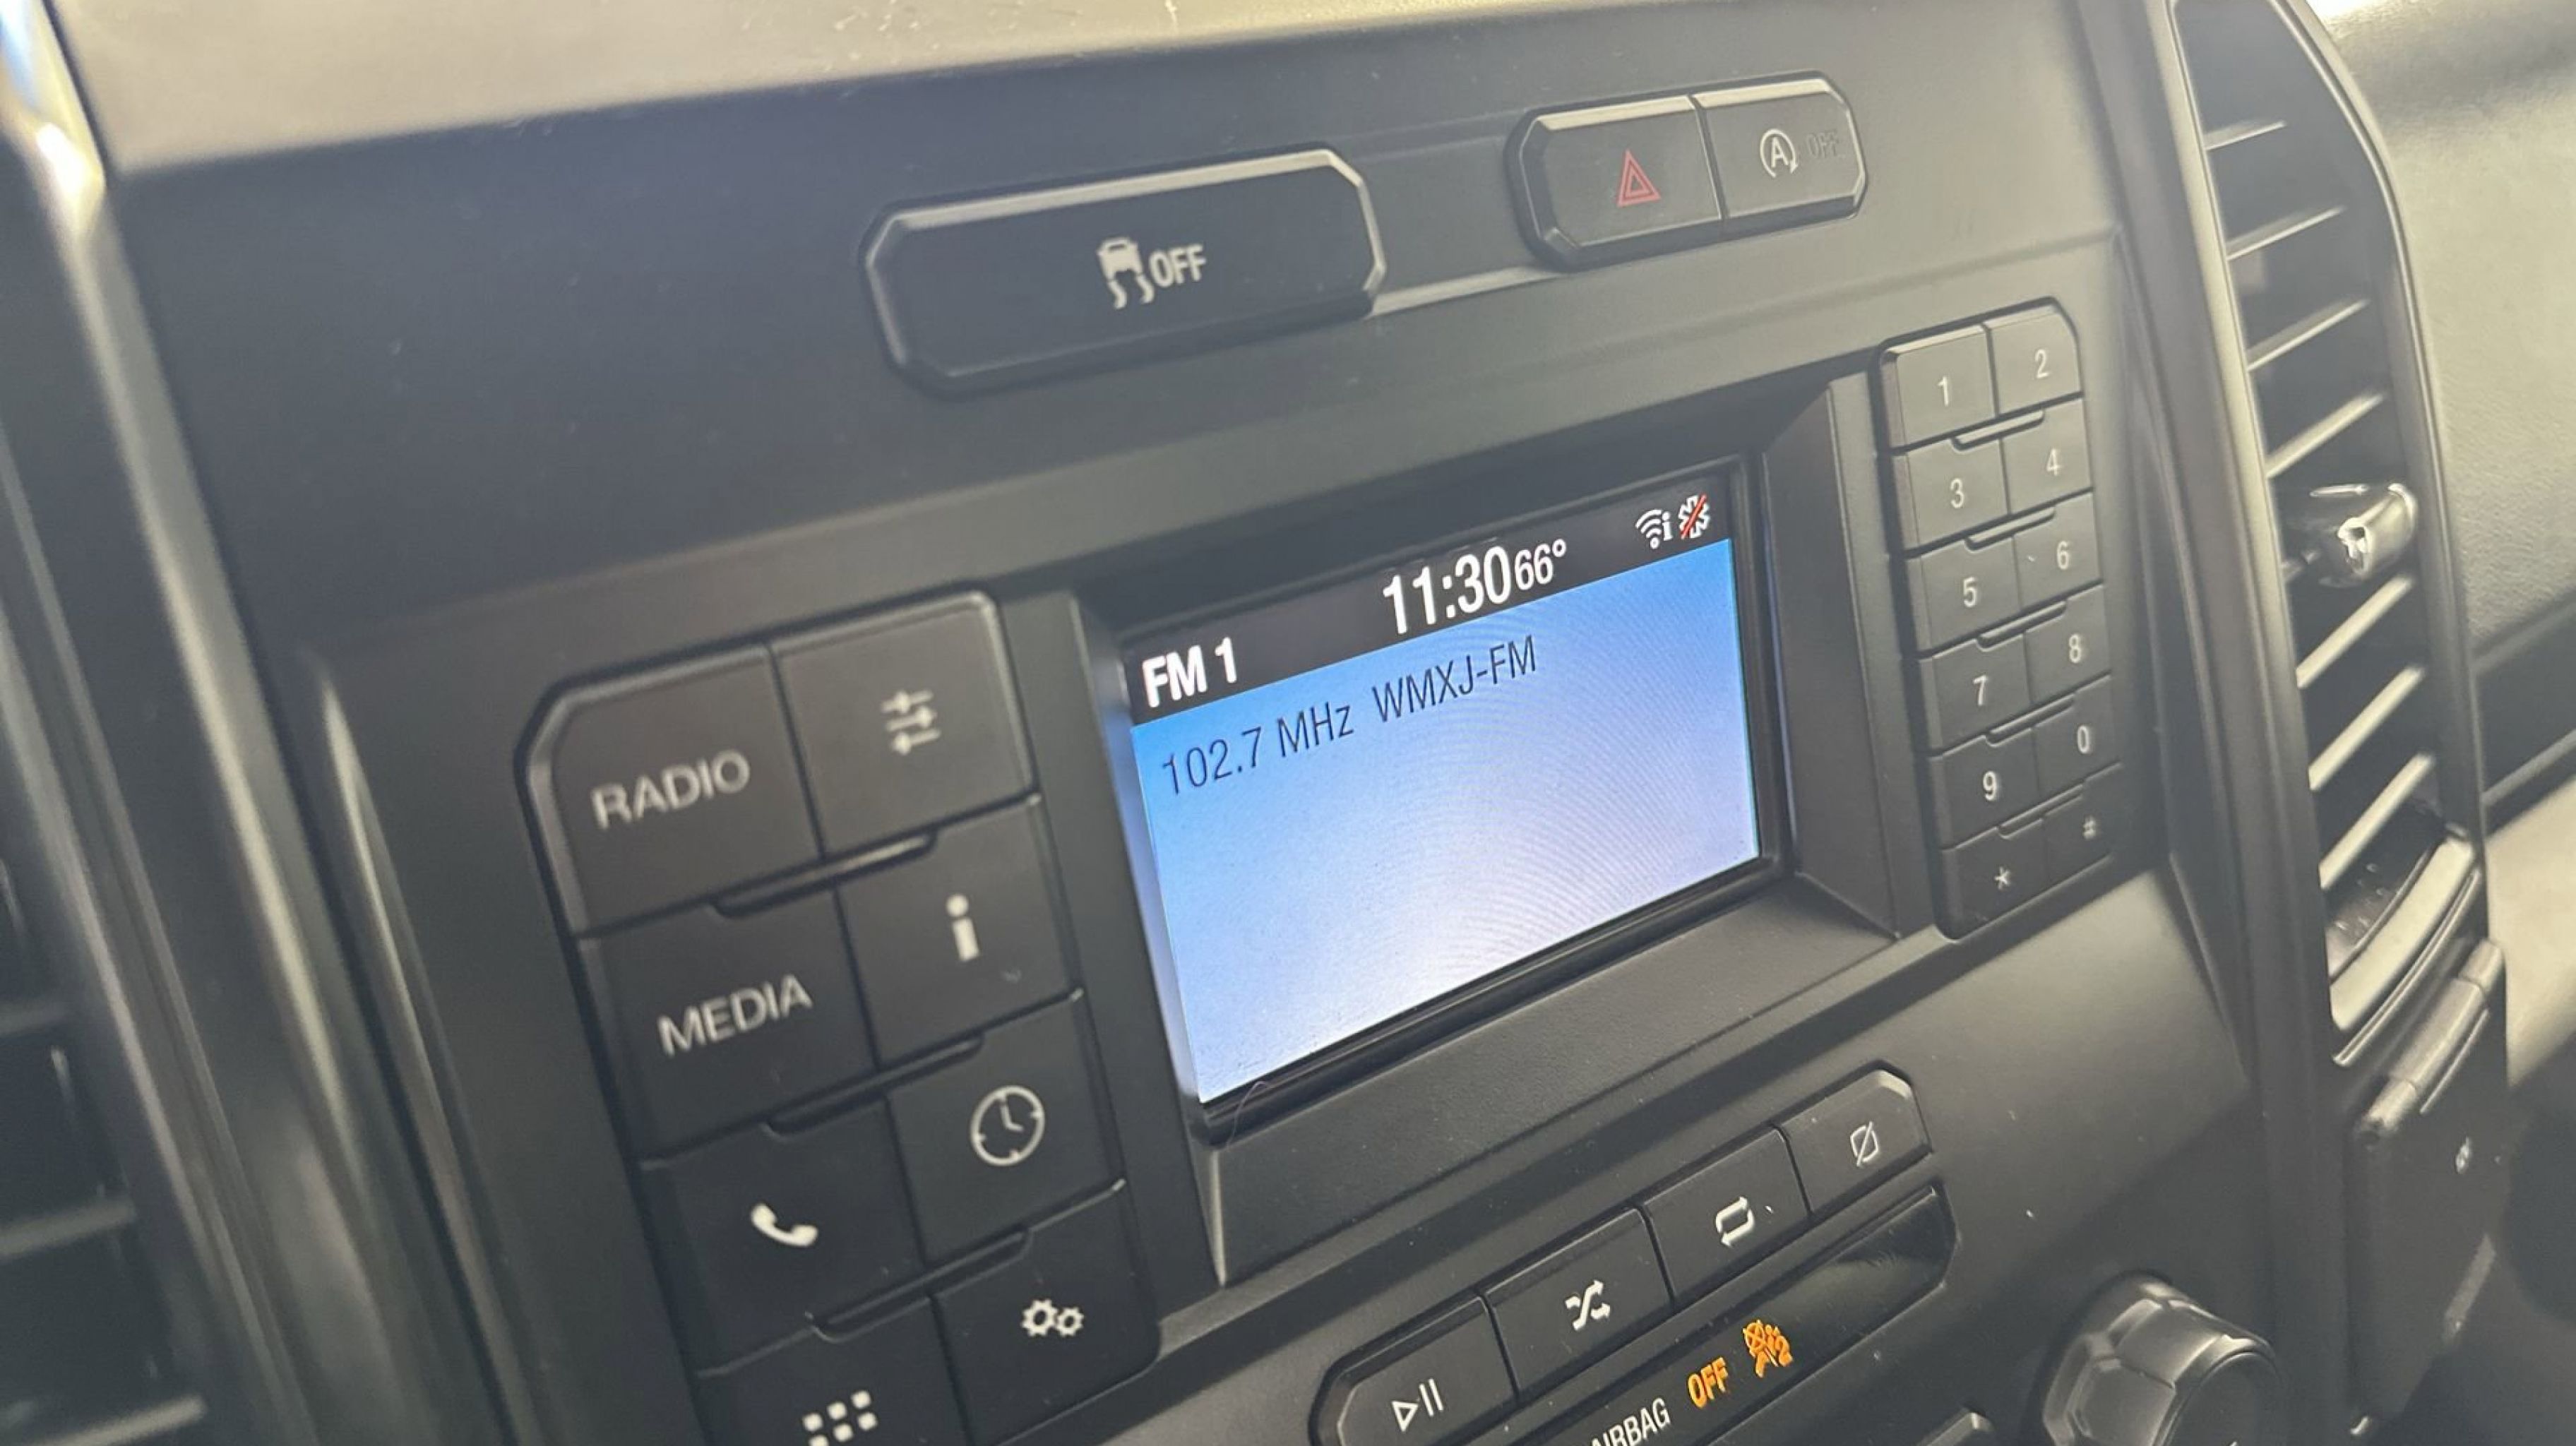 OFF
A OFF
1 2
3 4
5 6
7 8
9 0
* #
11:30 66°
FM 1
102.7 MHz WMXJ-FM
RADIO
MEDIA
i
AIRBAG OFF 2